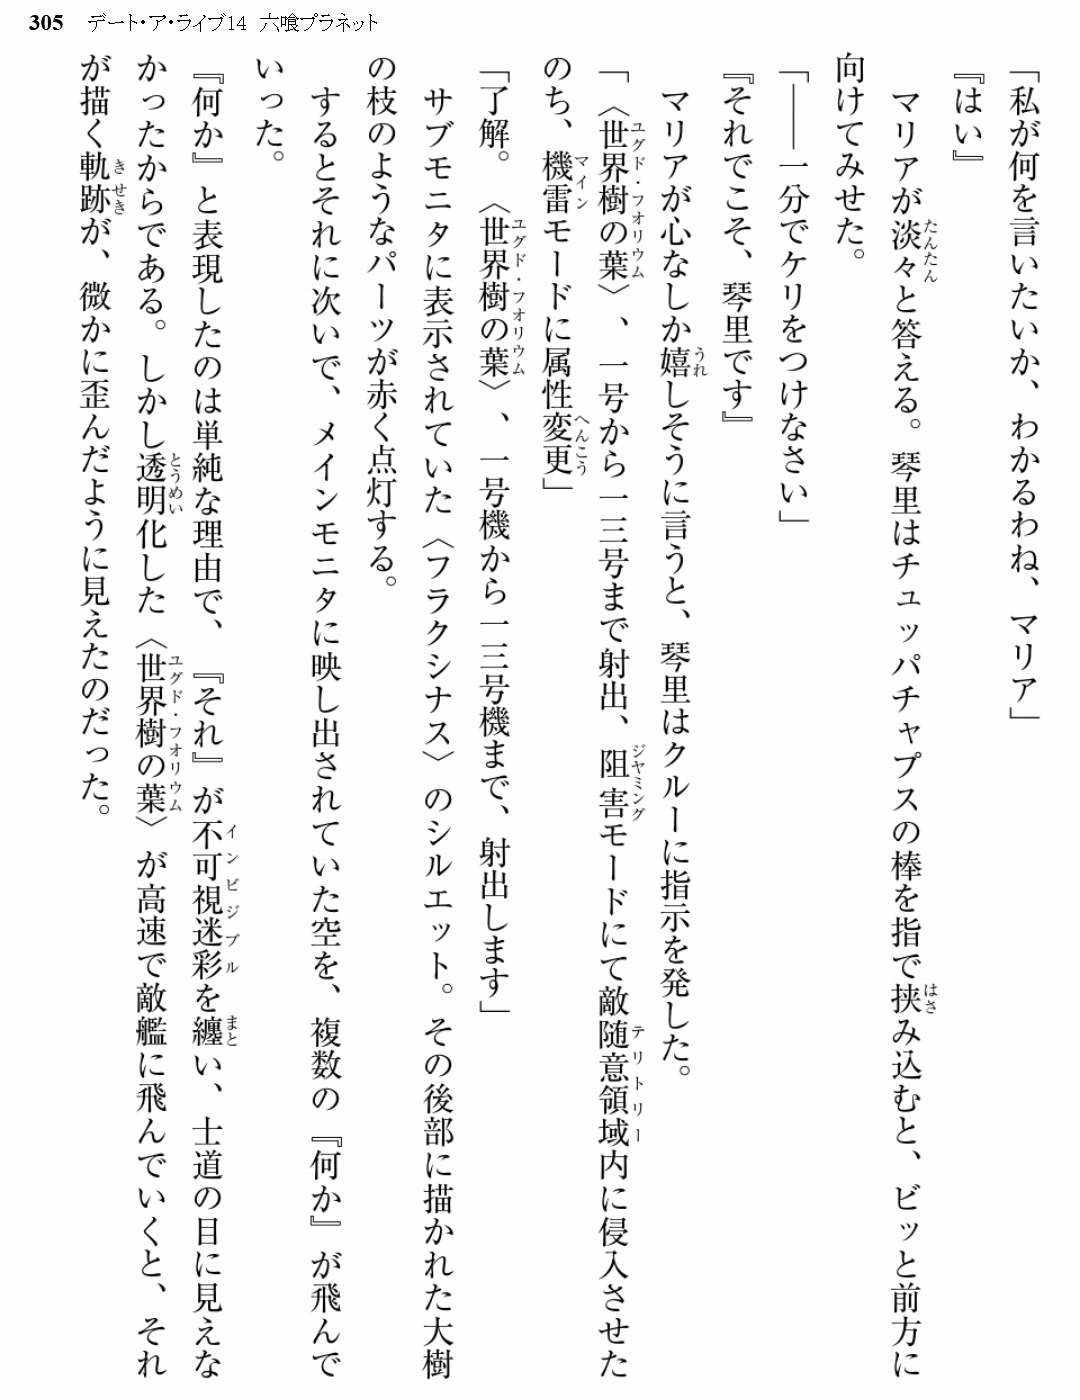 305 デート・ア・ライブ14 六喰プラネット
「私が何を言いたいか、わかるわね、マリア」
『はい』
マリアが淡々と答える。琴里はチュッパチャプスの棒を指で挟み込むと、ビッと前方に
向けてみせた。
「――一分でケリをつけなさい」
『それでこそ、琴里です』
マリアが心なしか嬉しそうに言うと、琴里はクルーに指示を発した。
「〈世界樹の葉〉、一号から一三号まで射出、阻害モードにて敵随意領域内に侵入させた
のち、機雷モードに属性変更」
「了解。〈世界樹の葉〉、一号機から一三号機まで、射出します」
サブモニタに表示されていた〈フラクシナス〉のシルエット。その後部に描かれた大樹
の枝のようなパーツが赤く点灯する。
するとそれに次いで、メインモニタに映し出されていた空を、複数の『何か』が飛んで
いった。
『何か』と表現したのは単純な理由で、『それ』が不可視迷彩を纏い、士道の目に見えな
かったからである。しかし透明化した〈世界樹の葉〉が高速で敵艦に飛んでいくと、それ
が描く軌跡が、微かに歪んだように見えたのだった。